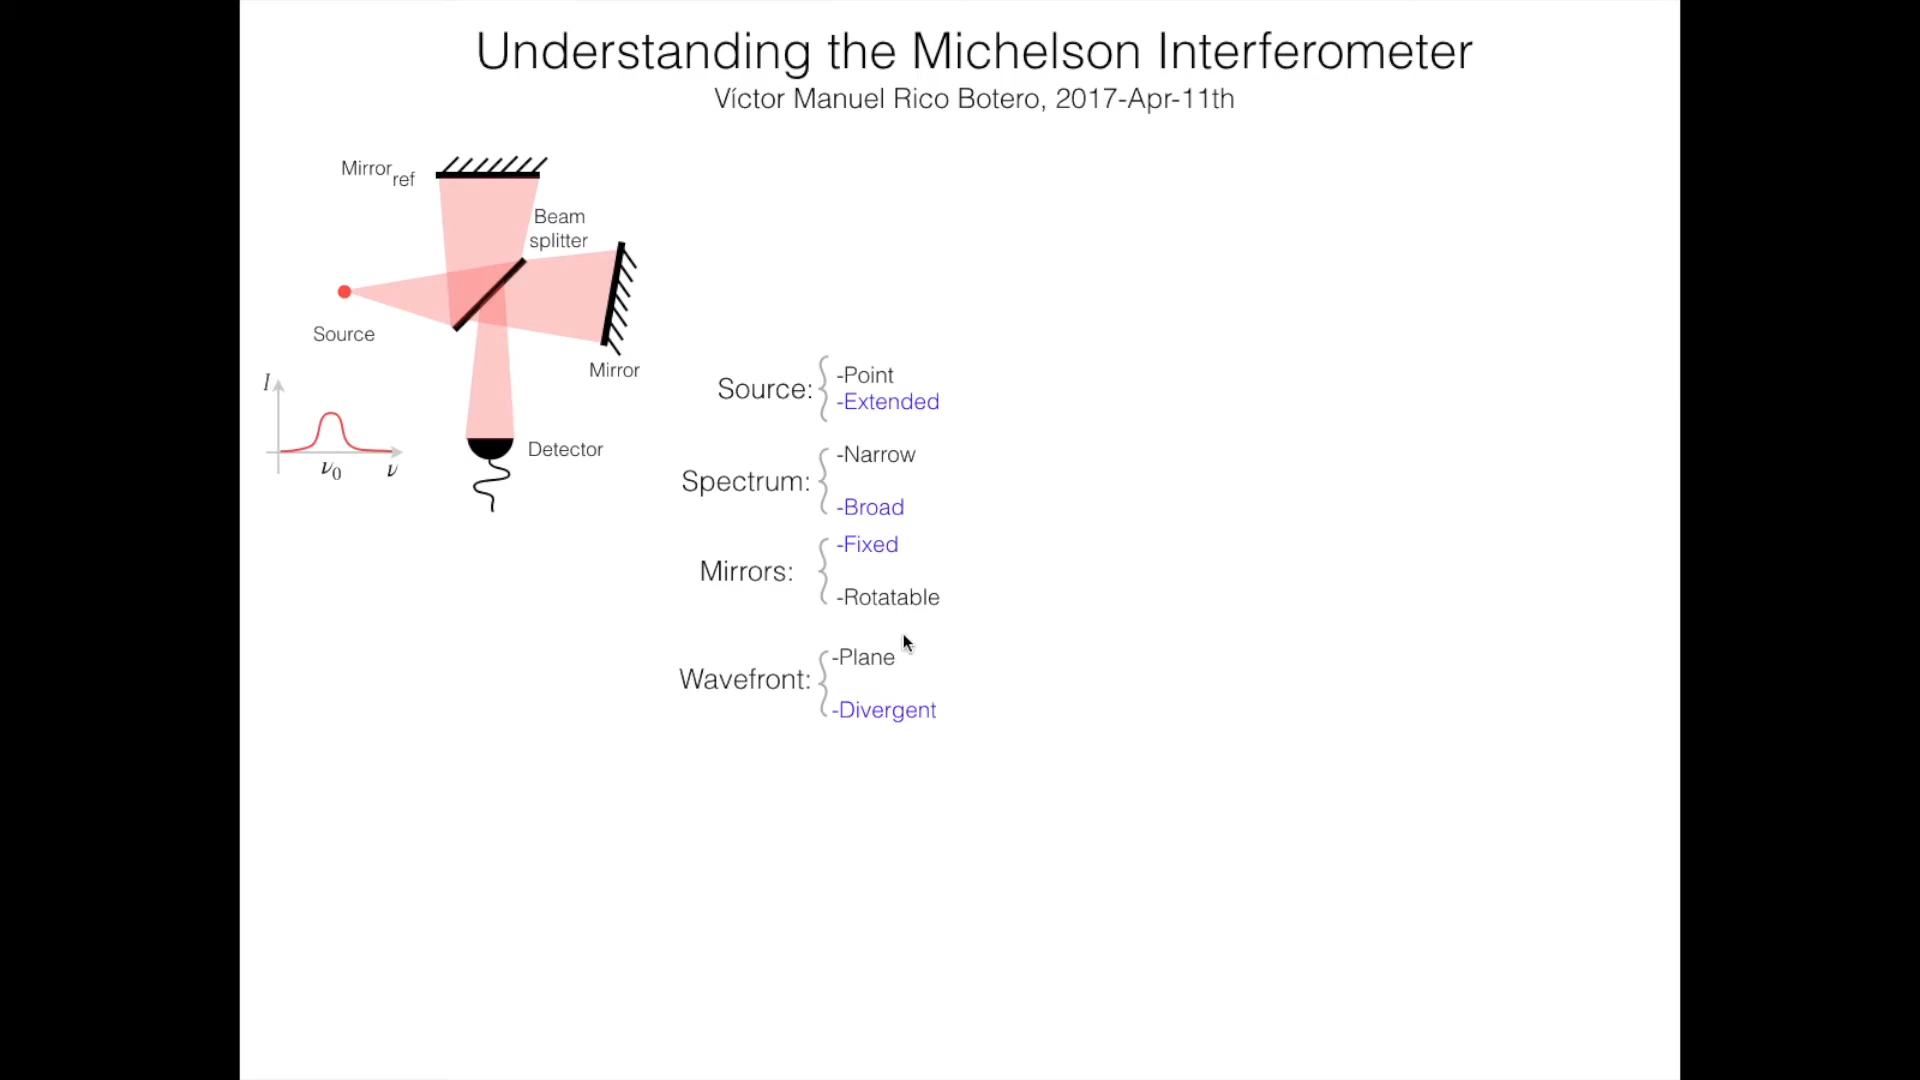 Understanding the Michelson Interferometer
Víctor Manuel Rico Botero, 2017-Apr-11th
Mirror ref
Beam
splitter
Source
Mirror
I
ν0 ν
Detector
Source:
-Point
-Extended
Spectrum:
-Narrow
-Broad
Mirrors:
-Fixed
-Rotatable
Wavefront:
-Plane
-Divergent